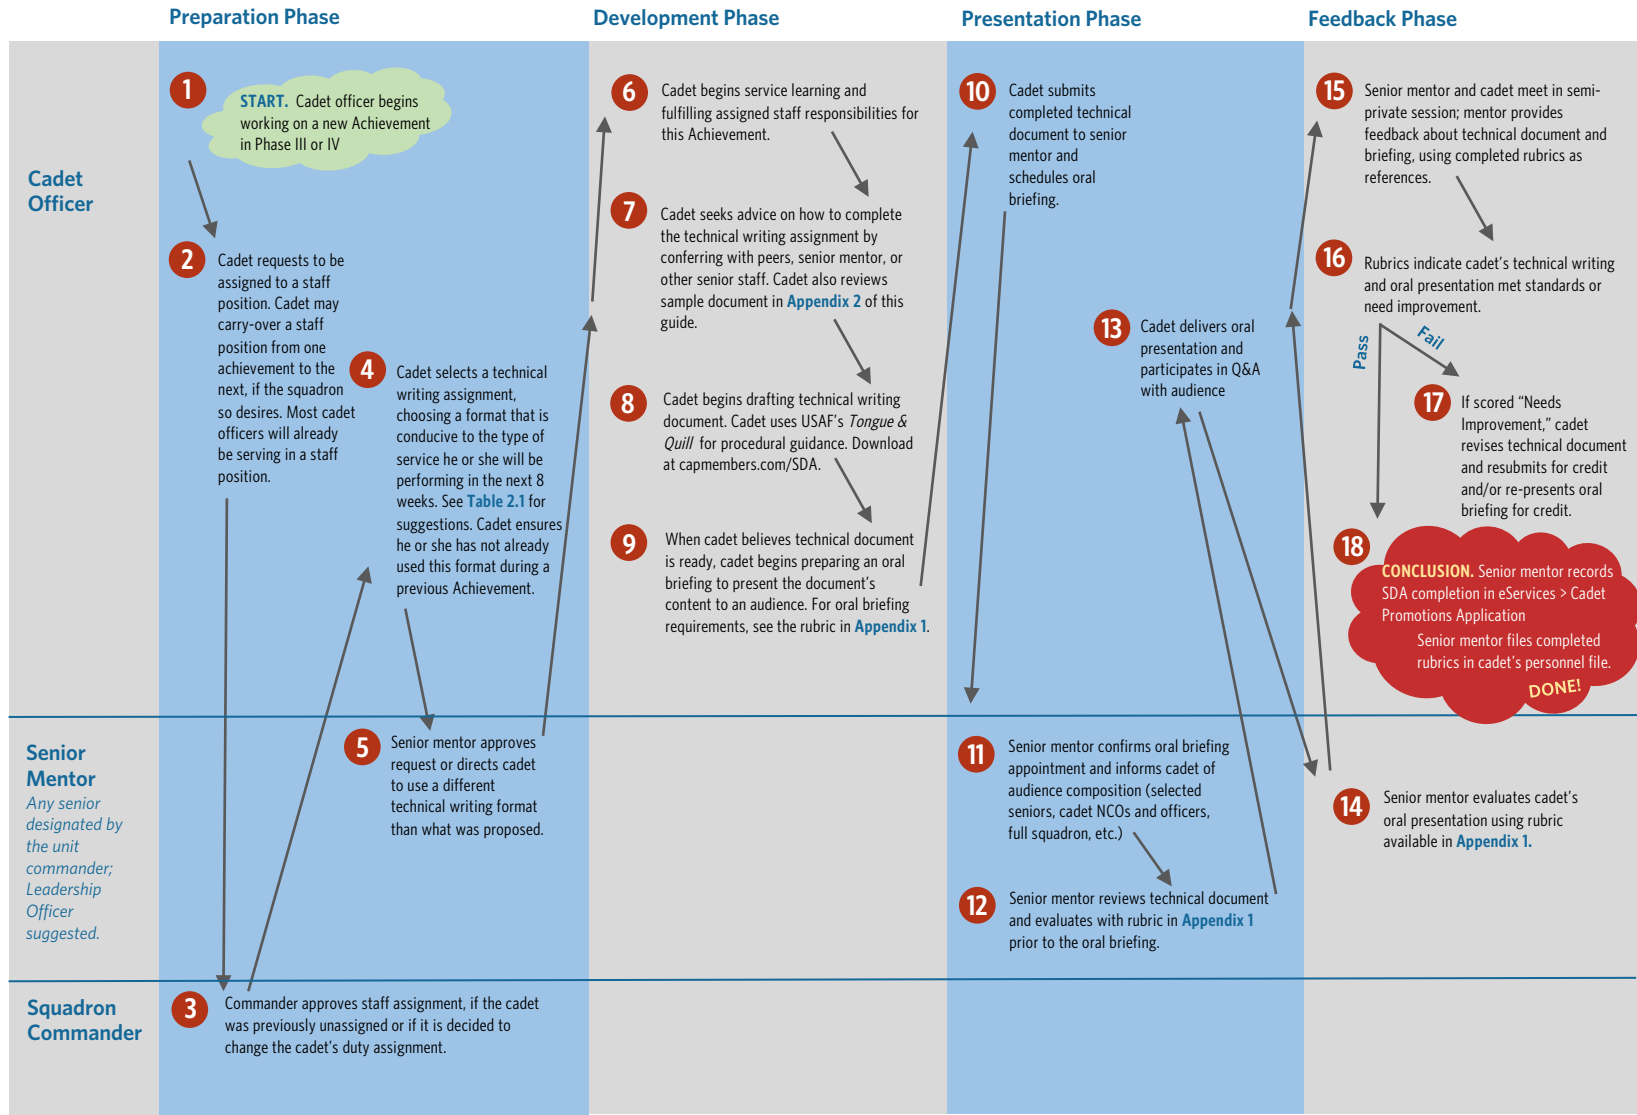 Preparation Phase
Development Phase
Presentation Phase
Feedback Phase
Cadet
Officer
1
START. Cadet officer begins
working on a new Achievement
in Phase III or IV
2
Cadet requests to be
assigned to a staff
position. Cadet may
carry-over a staff
position from one
achievement to the
next, if the squadron
so desires. Most cadet
officers will already
be serving in a staff
position.
4
Cadet selects a technical
writing assignment,
choosing a format that is
conducive to the type of
service he or she will be
performing in the next 8
weeks. See Table 2.1 for
suggestions. Cadet ensures
he or she has not already
used this format during a
previous Achievement.
6
Cadet begins service learning and
fulfilling assigned staff responsibilities for
this Achievement.
7
Cadet seeks advice on how to complete
the technical writing assignment by
conferring with peers, senior mentor, or
other senior staff. Cadet also reviews
sample document in Appendix 2 of this
guide.
8
Cadet begins drafting technical writing
document. Cadet uses USAF's Tongue &
Quill for procedural guidance. Download
at capmembers.com/SDA.
9
When cadet believes technical document
is ready, cadet begins preparing an oral
briefing to present the document's
content to an audience. For oral briefing
requirements, see the rubric in Appendix 1.
10
Cadet submits
completed technical
document to senior
mentor and
schedules oral
briefing.
13
Cadet delivers oral
presentation and
participates in Q&A
with audience
15
Senior mentor and cadet meet in semi-
private session; mentor provides
feedback about technical document and
briefing, using completed rubrics as
references.
16
Rubrics indicate cadet's technical writing
and oral presentation met standards or
need improvement.
Pass
Fail
17
If scored "Needs
Improvement," cadet
revises technical document
and resubmits for credit
and/or re-presents oral
briefing for credit.
18
CONCLUSION. Senior mentor records
SDA completion in eServices > Cadet
Promotions Application
Senior mentor files completed
rubrics in cadet's personnel file.
DONE!
Senior
Mentor
Any senior
designated by
the unit
commander;
Leadership
Officer
suggested.
5
Senior mentor approves
request or directs cadet
to use a different
technical writing format
than what was proposed.
11
Senior mentor confirms oral briefing
appointment and informs cadet of
audience composition (selected
seniors, cadet NCOs and officers,
full squadron, etc.)
12
Senior mentor reviews technical document
and evaluates with rubric in Appendix 1
prior to the oral briefing.
14
Senior mentor evaluates cadet's
oral presentation using rubric
available in Appendix 1.
Squadron
Commander
3
Commander approves staff assignment, if the cadet
was previously unassigned or if it is decided to
change the cadet's duty assignment.